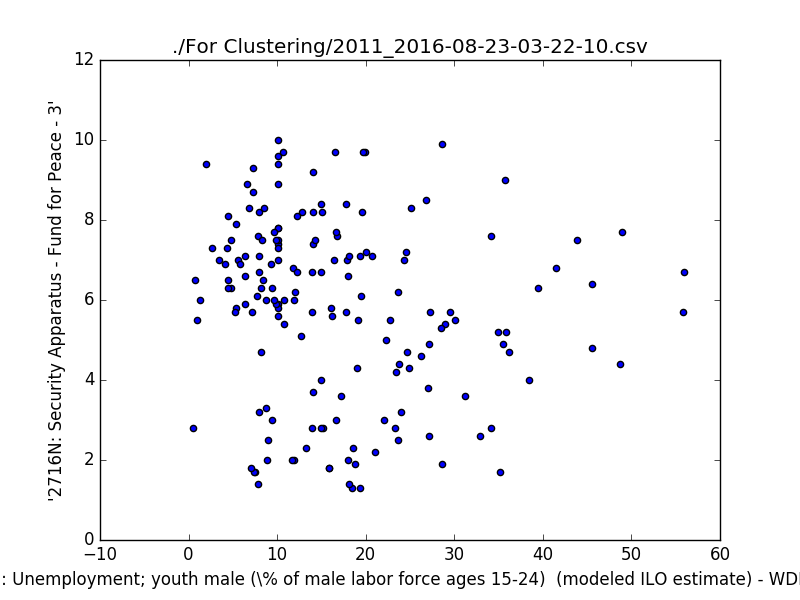 ./For Clustering/2011_2016-08-23-03-22-10.csv
'2716N: Security Apparatus - Fund for Peace - 3'
12
10
8
6
4
2
0
−10 0 10 20 30 40 50 60
: Unemployment; youth male (\% of male labor force ages 15-24) (modeled ILO estimate) - WDI